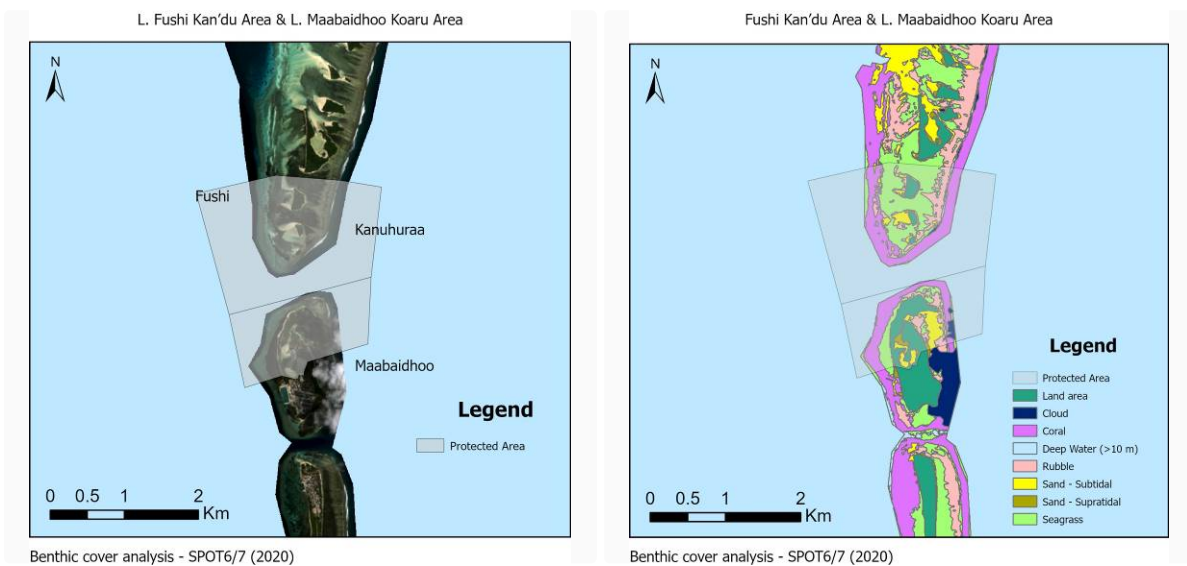 L. Fushi Kan'du Area & L. Maabaidhoo Koaru Area
N
Fushi
Kanuhuraa
Maabaidhoo
Legend
Protected Area
0 0.5 1 2
Km
Benthic cover analysis - SPOT6/7 (2020)
Fushi Kan'du Area & L. Maabaidhoo Koaru Area
N
Legend
Protected Area
Land area
Cloud
Coral
Deep Water (>10 m)
Rubble
Sand - Subtidal
Sand - Supratidal
Seagrass
0 0.5 1 2
Km
Benthic cover analysis - SPOT6/7 (2020)